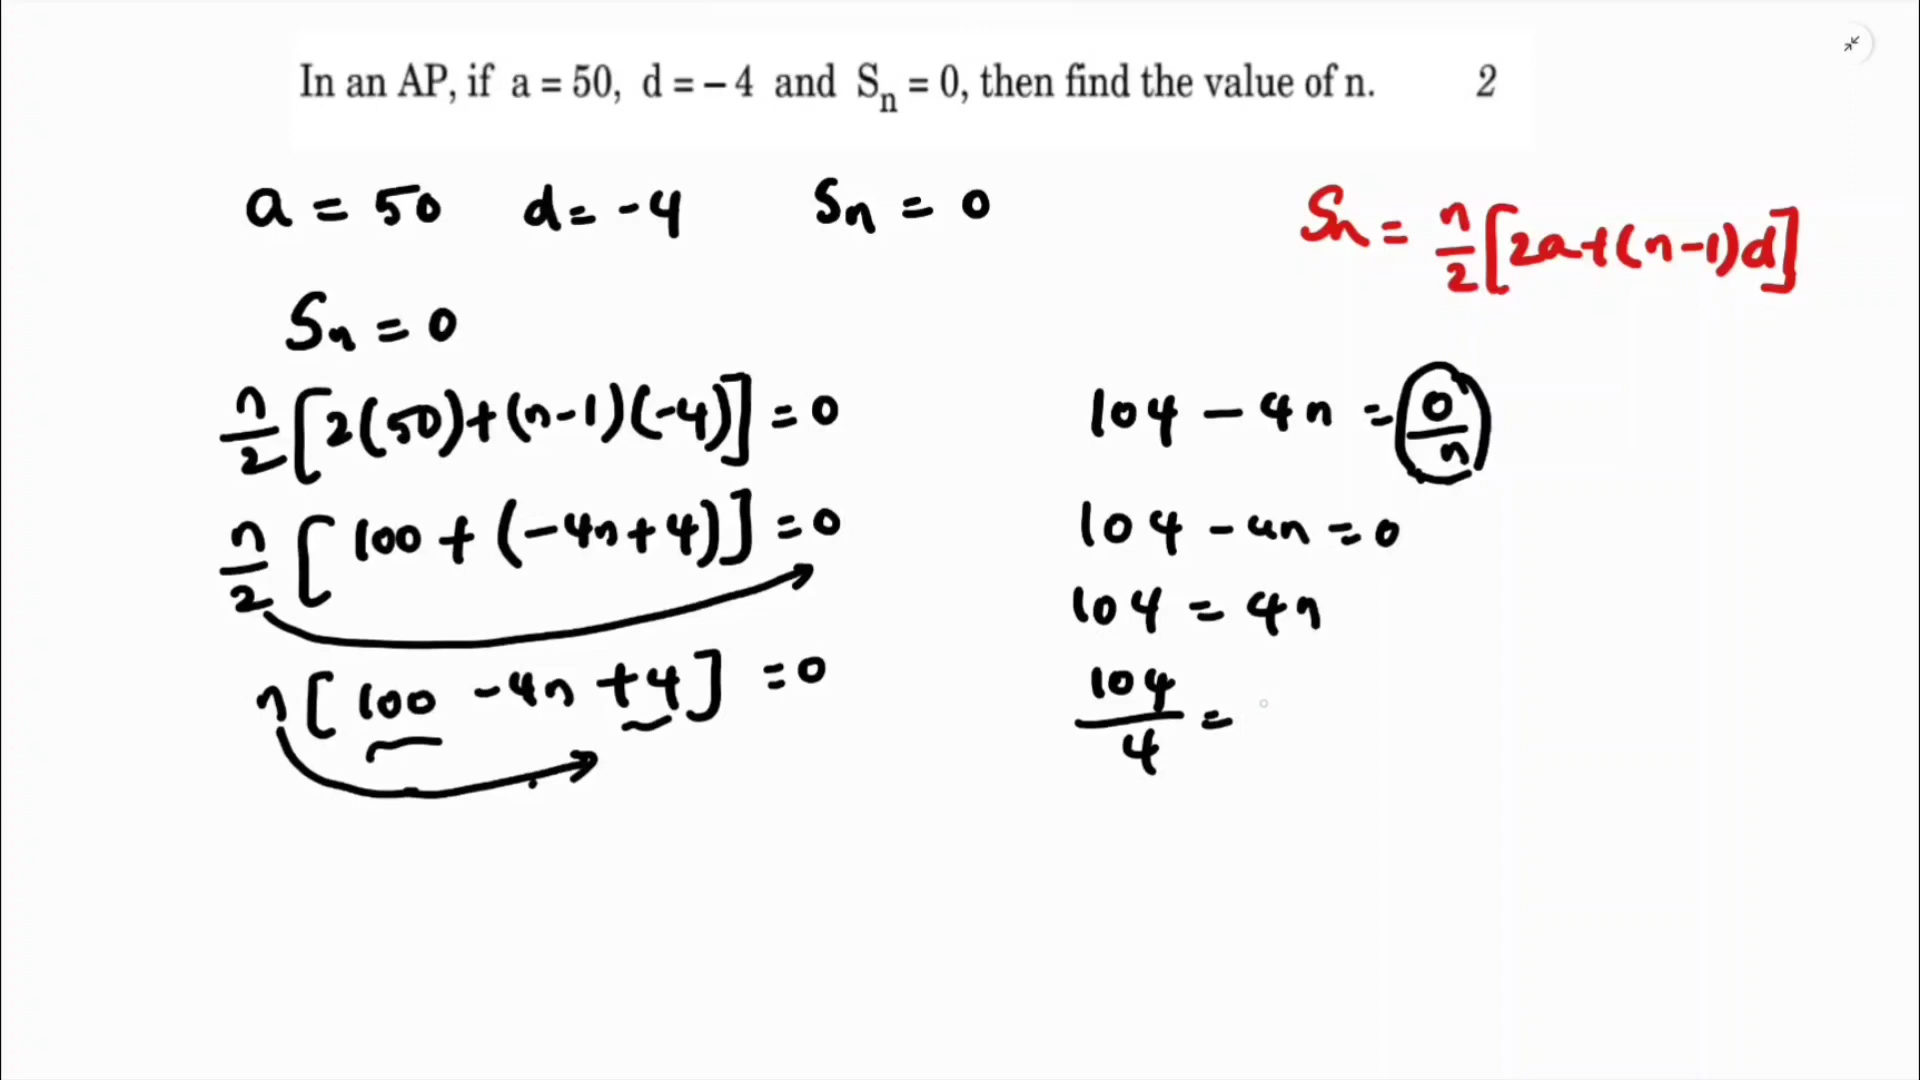 In an AP, if a = 50, d = – 4 and Sₙ = 0, then find the value of n. 2
a = 50 d = -4 Sn = 0
Sn = n/2 [2a+(n-1)d]
Sn = 0
n/2 [2(50)+(n-1)(-4)] = 0
n/2 [100 + (-4n+4)] = 0
n [100 - 4n + 4] = 0
104 - 4n = 0/n
104 - 4n = 0
104 = 4n
104/4 =